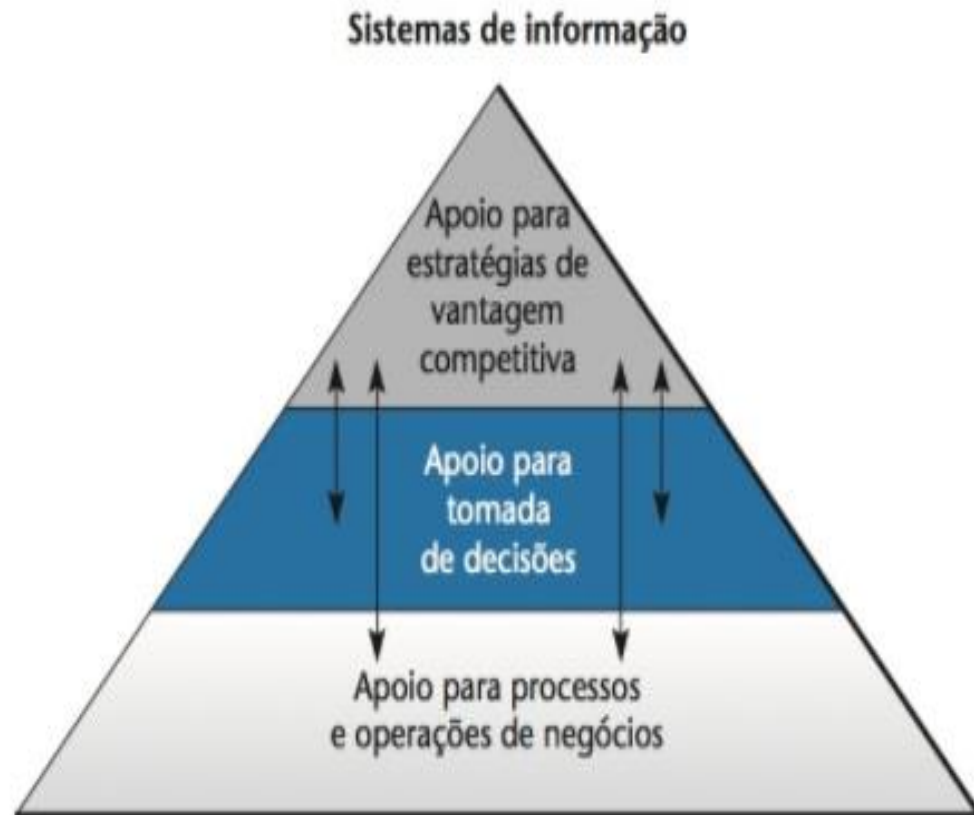 Sistemas de informação
Apoio para
estratégias de
vantagem
competitiva
Apoio para
tomada
de decisões
Apoio para processos
e operações de negócios